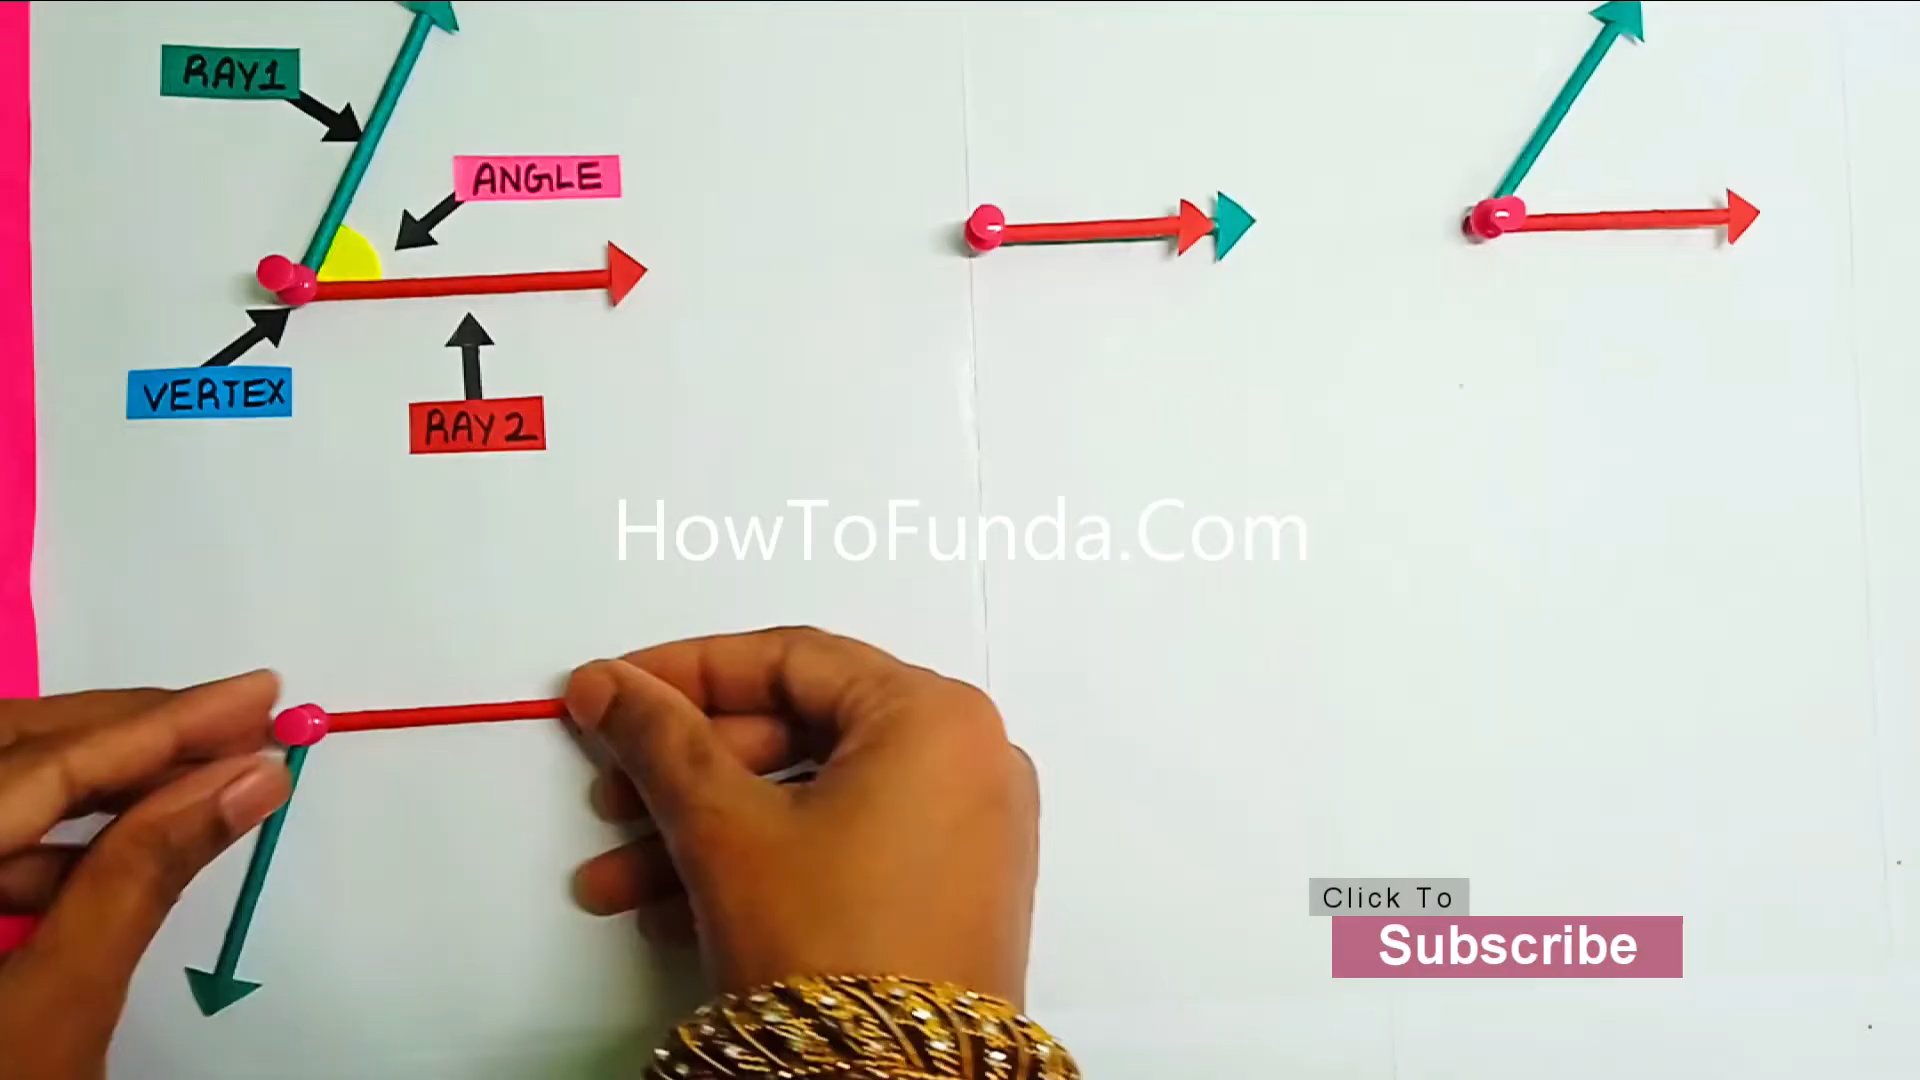 RAY1
ANGLE
VERTEX
RAY 2
HowToFunda.Com
Click To
Subscribe